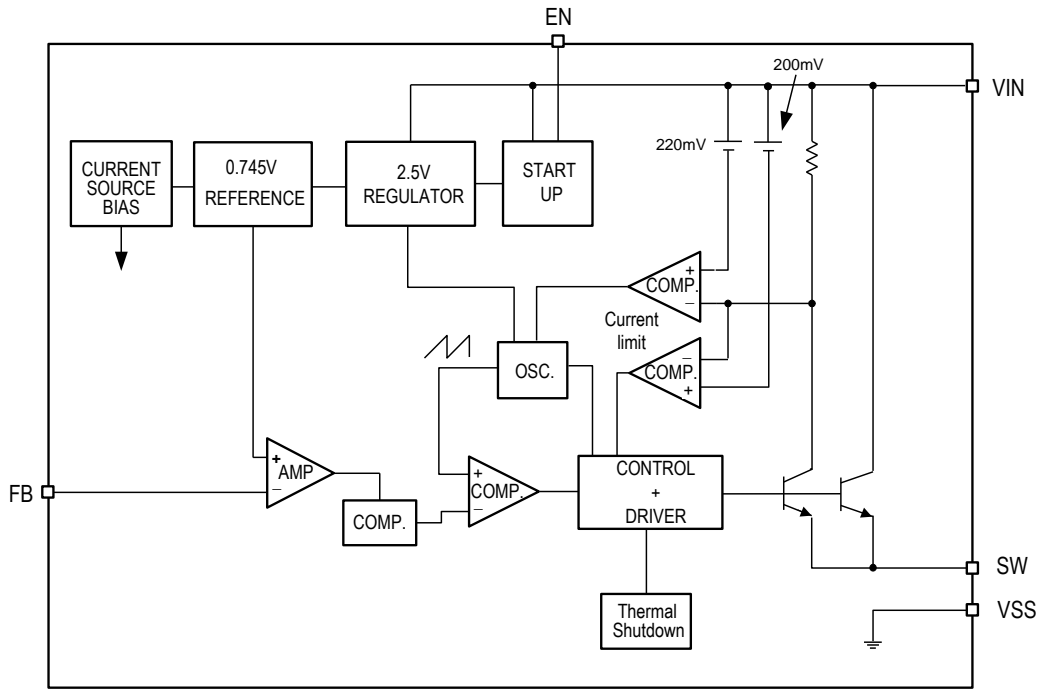 EN
200mV
VIN
220mV
CURRENT
SOURCE
BIAS
0.745V
REFERENCE
2.5V
REGULATOR
START
UP
+
COMP.
−
Current
limit
−
COMP.
+
OSC.
+
AMP
−
FB
COMP.
+
COMP.
−
CONTROL
+
DRIVER
SW
VSS
Thermal
Shutdown